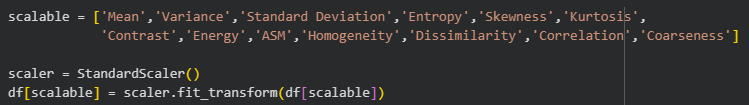 scalable = ['Mean','Variance','Standard Deviation','Entropy','Skewness','Kurtosis',
'Contrast','Energy','ASM','Homogeneity','Dissimilarity','Correlation','Coarseness']
scaler = StandardScaler()
df[scalable] = scaler.fit_transform(df[scalable])